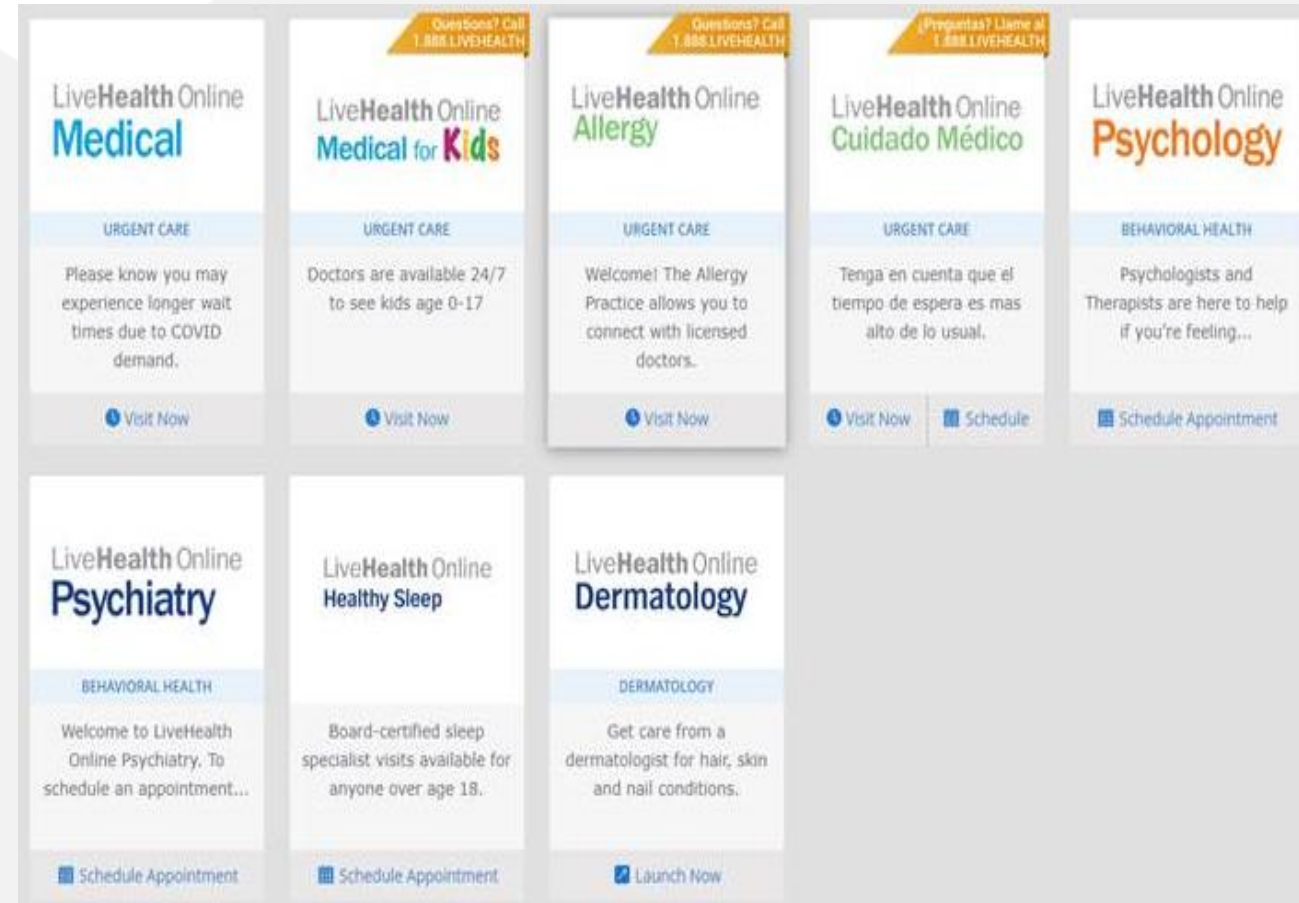 LiveHealth Online
Medical
URGENT CARE
Please know you may
experience longer wait
times due to COVID
demand.
Visit Now
Questions? Call
1.888.LIVEHEALTH
LiveHealth Online
Medical for Kids
URGENT CARE
Doctors are available 24/7
to see kids age 0-17
Visit Now
Questions? Call
1.888.LIVEHEALTH
LiveHealth Online
Allergy
URGENT CARE
Welcome! The Allergy
Practice allows you to
connect with licensed
doctors.
Visit Now
¿Preguntas? Llame al
1.888.LIVEHEALTH
LiveHealth Online
Cuidado Médico
URGENT CARE
Tenga en cuenta que el
tiempo de espera es mas
alto de lo usual.
Visit Now
Schedule
LiveHealth Online
Psychology
BEHAVIORAL HEALTH
Psychologists and
Therapists are here to help
if you're feeling...
Schedule Appointment
LiveHealth Online
Psychiatry
BEHAVIORAL HEALTH
Welcome to LiveHealth
Online Psychiatry. To
schedule an appointment...
Schedule Appointment
LiveHealth Online
Healthy Sleep
Board-certified sleep
specialist visits available for
anyone over age 18.
Schedule Appointment
LiveHealth Online
Dermatology
DERMATOLOGY
Get care from a
dermatologist for hair, skin
and nail conditions.
Launch Now